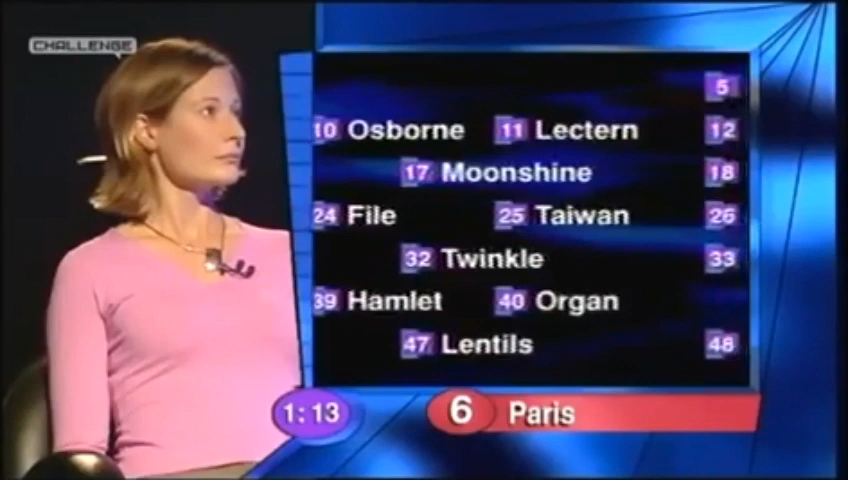 CHALLENGE
5
10 Osborne 11 Lectern 12
17 Moonshine 18
24 File 25 Taiwan 26
32 Twinkle 33
39 Hamlet 40 Organ
47 Lentils 48
1:13 6 Paris